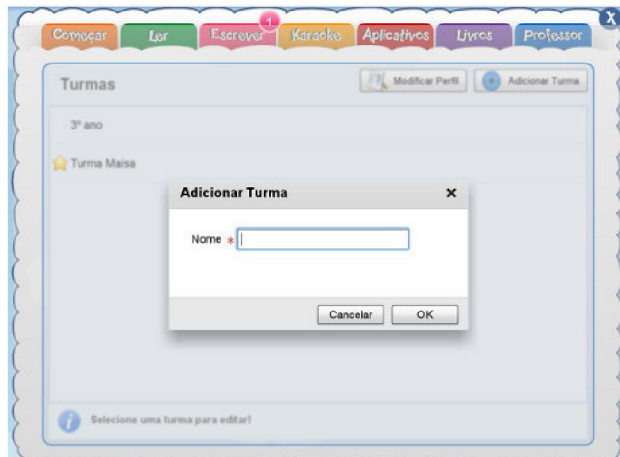 1
X
Começar Ler Escrever Karaokê Aplicativos Livros Professor
Turmas Modificar Perfil Adicionar Turma
3º ano
Turma Maisa
Adicionar Turma ×
Nome *
Cancelar OK
i Selecione uma turma para editar!